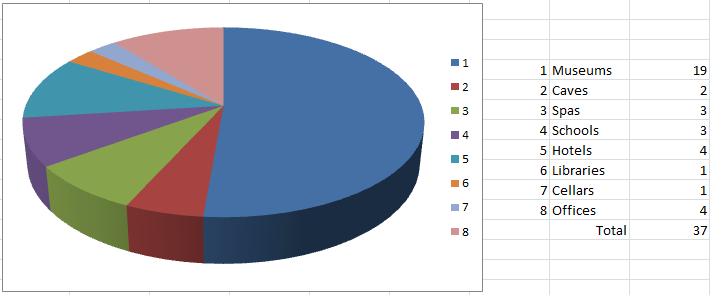 1
2
3
4
5
6
7
8
1 Museums 19
2 Caves 2
3 Spas 3
4 Schools 3
5 Hotels 4
6 Libraries 1
7 Cellars 1
8 Offices 4
Total 37